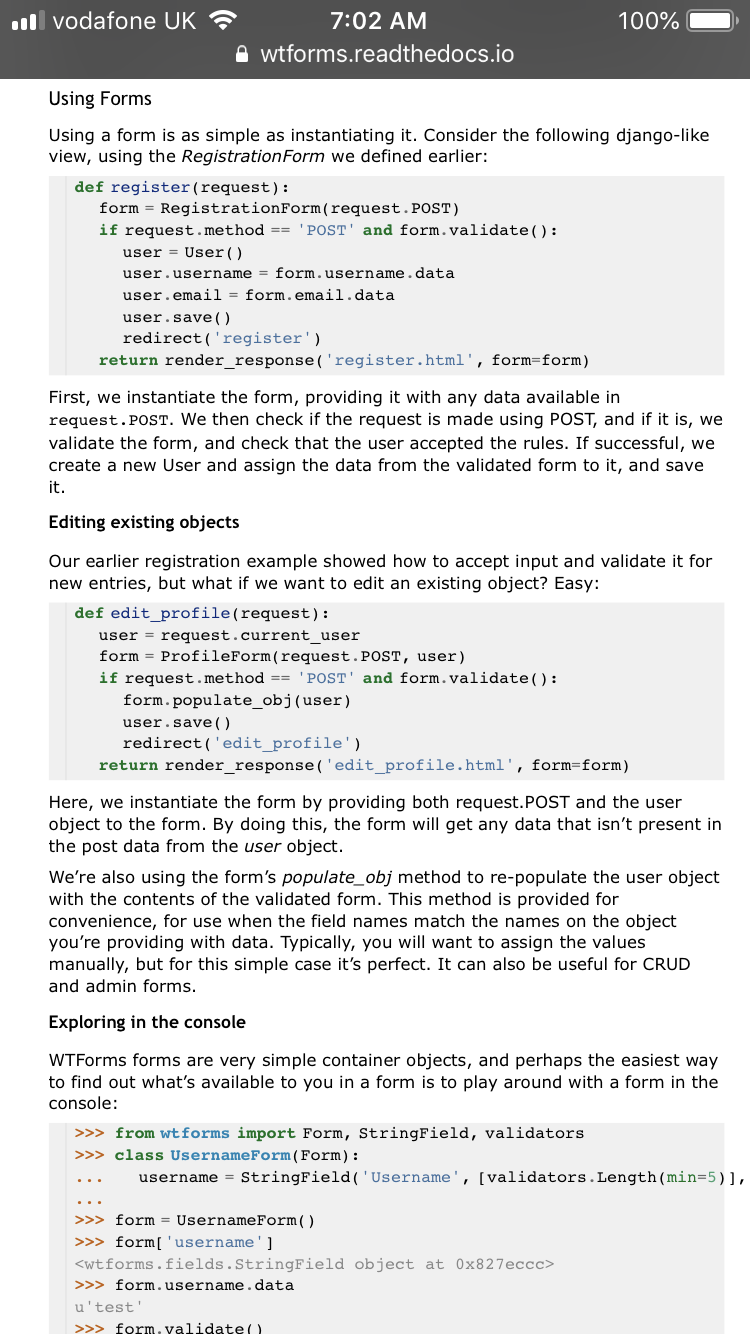 vodafone UK 7:02 AM 100%
wtforms.readthedocs.io
Using Forms
Using a form is as simple as instantiating it. Consider the following django-like
view, using the RegistrationForm we defined earlier:
def register(request):
    form = RegistrationForm(request.POST)
    if request.method == 'POST' and form.validate():
        user = User()
        user.username = form.username.data
        user.email = form.email.data
        user.save()
        redirect('register')
    return render_response('register.html', form=form)
First, we instantiate the form, providing it with any data available in
request.POST. We then check if the request is made using POST, and if it is, we
validate the form, and check that the user accepted the rules. If successful, we
create a new User and assign the data from the validated form to it, and save
it.
Editing existing objects
Our earlier registration example showed how to accept input and validate it for
new entries, but what if we want to edit an existing object? Easy:
def edit_profile(request):
    user = request.current_user
    form = ProfileForm(request.POST, user)
    if request.method == 'POST' and form.validate():
        form.populate_obj(user)
        user.save()
        redirect('edit_profile')
    return render_response('edit_profile.html', form=form)
Here, we instantiate the form by providing both request.POST and the user
object to the form. By doing this, the form will get any data that isn’t present in
the post data from the user object.
We’re also using the form’s populate_obj method to re-populate the user object
with the contents of the validated form. This method is provided for
convenience, for use when the field names match the names on the object
you’re providing with data. Typically, you will want to assign the values
manually, but for this simple case it’s perfect. It can also be useful for CRUD
and admin forms.
Exploring in the console
WTForms forms are very simple container objects, and perhaps the easiest way
to find out what’s available to you in a form is to play around with a form in the
console:
>>> from wtforms import Form, StringField, validators
>>> class UsernameForm(Form):
...     username = StringField('Username', [validators.Length(min=5)],
...
>>> form = UsernameForm()
>>> form['username']
<wtforms.fields.StringField object at 0x827eccc>
>>> form.username.data
u'test'
>>> form.validate()